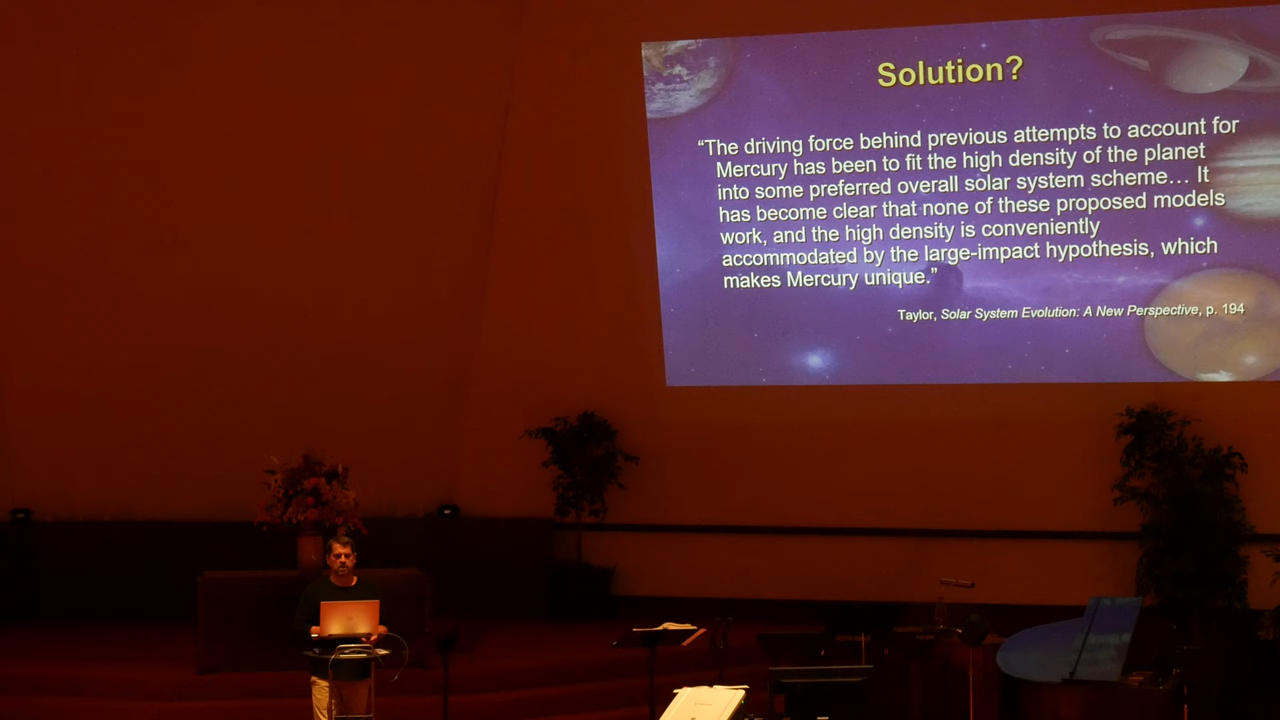 Solution?
“The driving force behind previous attempts to account for
Mercury has been to fit the high density of the planet
into some preferred overall solar system scheme… It
has become clear that none of these proposed models
work, and the high density is conveniently
accommodated by the large-impact hypothesis, which
makes Mercury unique.”
Taylor, Solar System Evolution: A New Perspective, p. 194